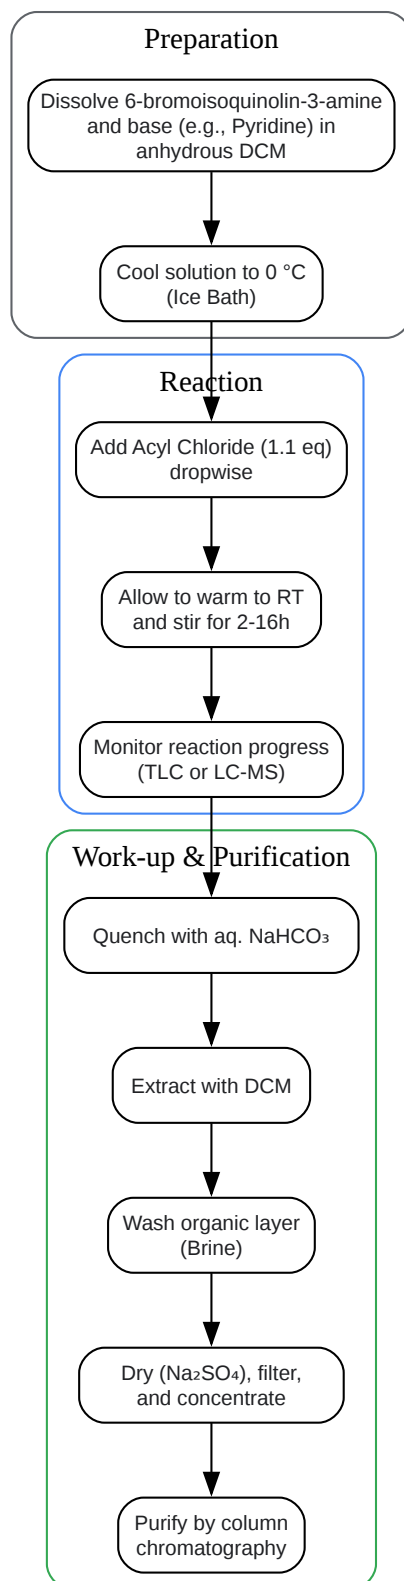 Preparation
Dissolve 6-bromoisoquinolin-3-amine
and base (e.g., Pyridine) in
anhydrous DCM
Cool solution to 0 °C
(Ice Bath)
Reaction
Add Acyl Chloride (1.1 eq)
dropwise
Allow to warm to RT
and stir for 2-16h
Monitor reaction progress
(TLC or LC-MS)
Work-up & Purification
Quench with aq. NaHCO₃
Extract with DCM
Wash organic layer
(Brine)
Dry (Na₂SO₄), filter,
and concentrate
Purify by column
chromatography